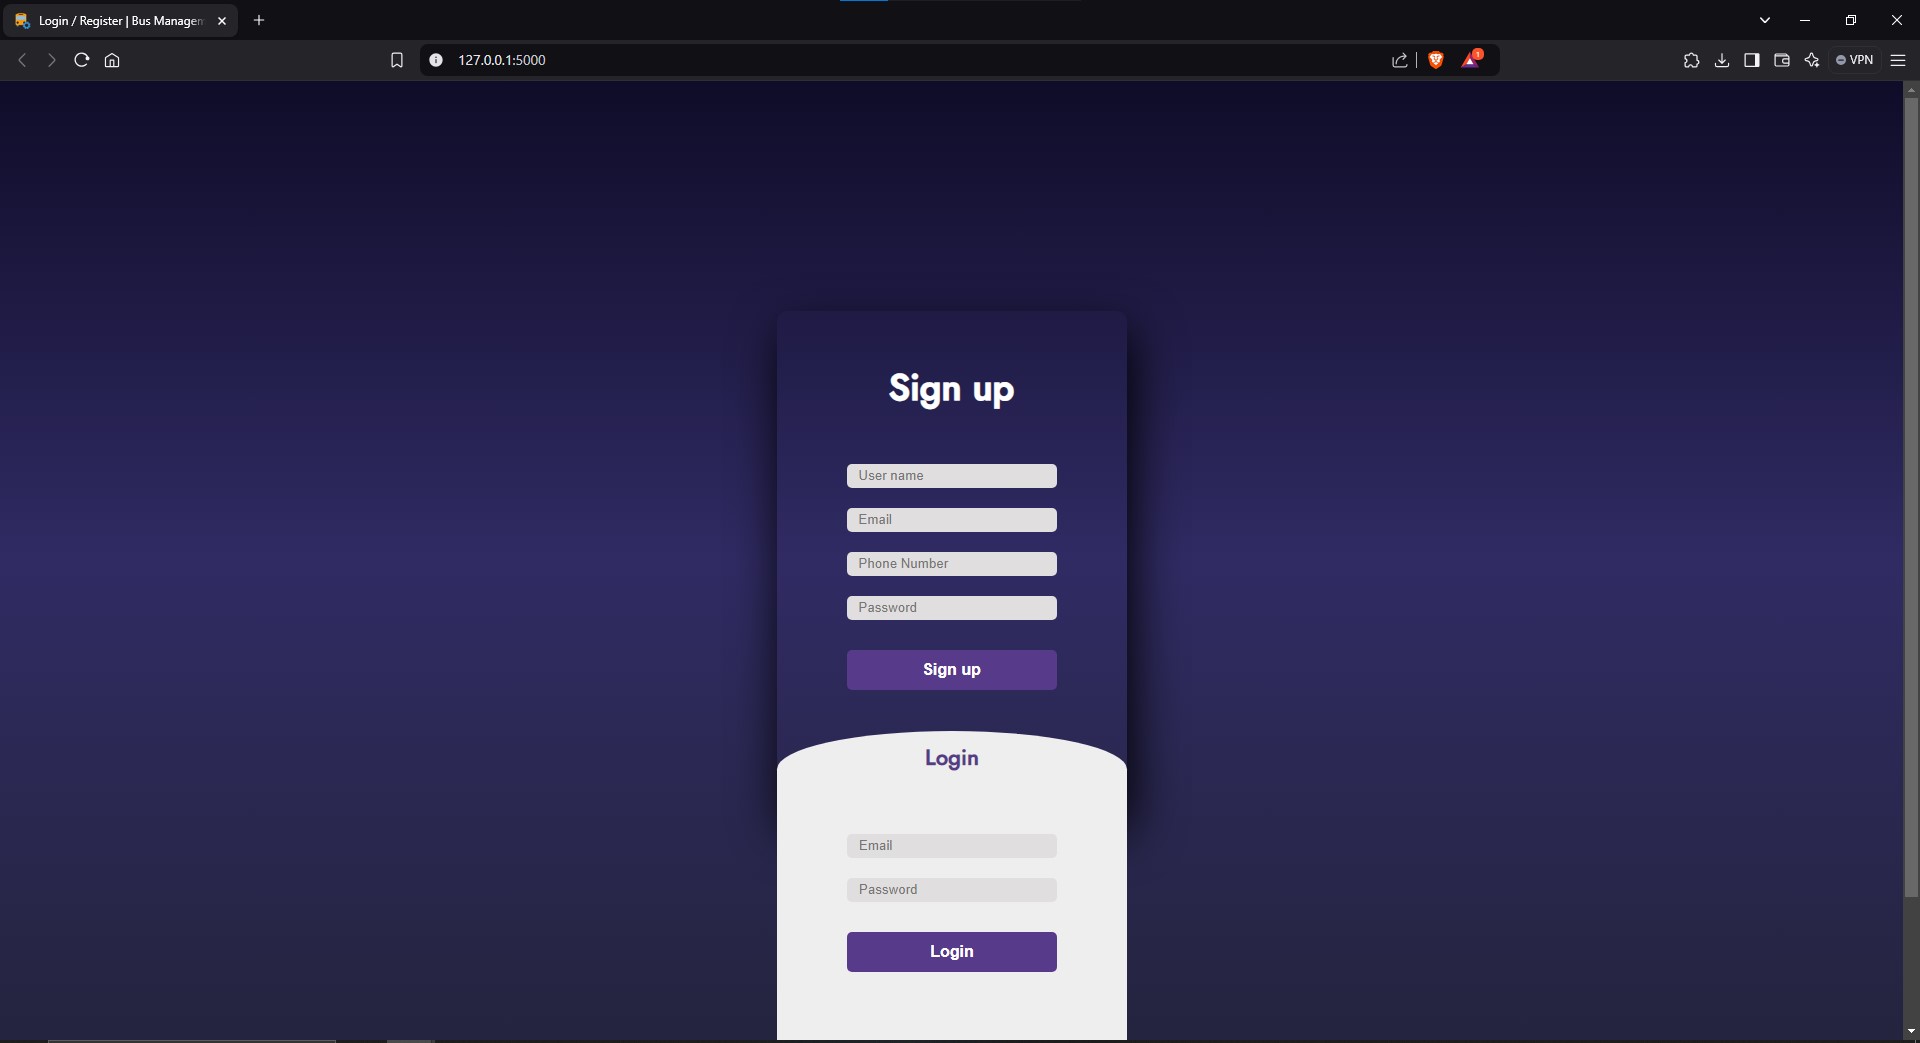 Login / Register | Bus Managem
127.0.0.1:5000
1
VPN
Sign up
User name
Email
Phone Number
Password
Sign up
Login
Email
Password
Login